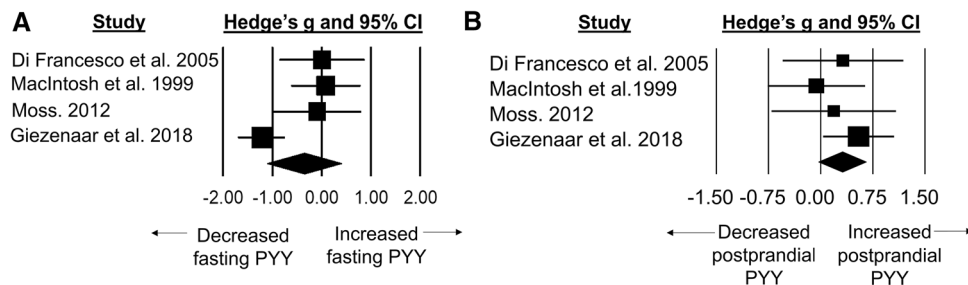 A
Study Hedge's g and 95% CI
Di Francesco et al. 2005
MacIntosh et al. 1999
Moss. 2012
Giezenaar et al. 2018
-2.00 -1.00 0.00 1.00 2.00
Decreased
fasting PYY
Increased
fasting PYY
B
Study Hedge's g and 95% CI
Di Francesco et al. 2005
MacIntosh et al.1999
Moss. 2012
Giezenaar et al. 2018
-1.50 -0.75 0.00 0.75 1.50
Decreased
postprandial
PYY
Increased
postprandial
PYY